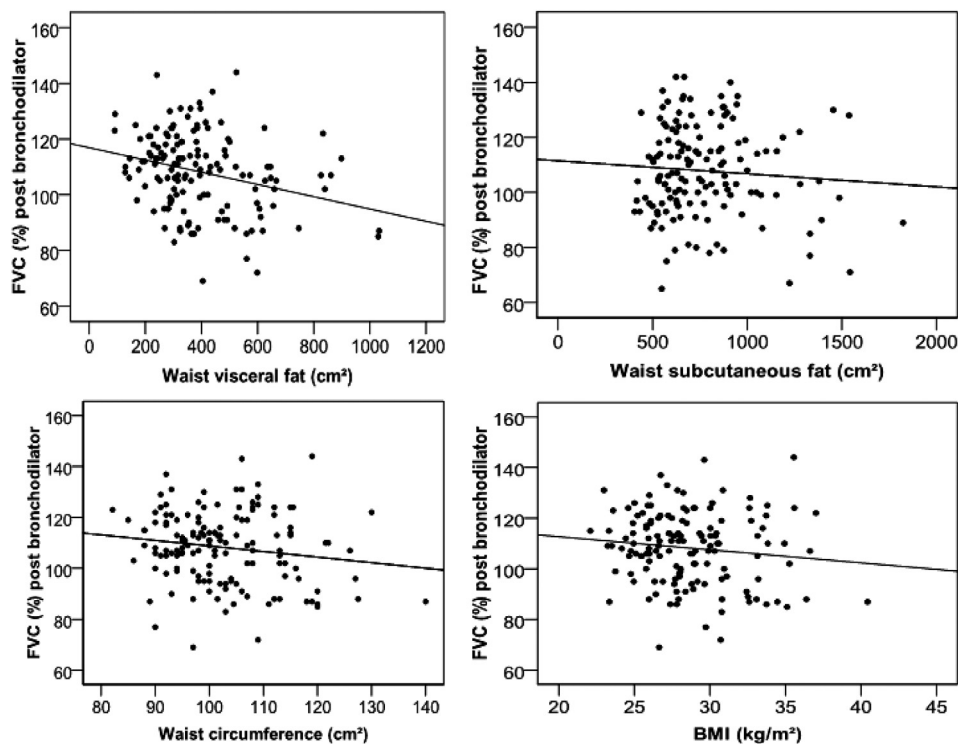 FVC (%) post bronchodilator
160
140
120
100
80
60
0 200 400 600 800 1000 1200
Waist visceral fat (cm²)
FVC (%) post bronchodilator
160
140
120
100
80
60
0 500 1000 1500 2000
Waist subcutaneous fat (cm²)
FVC (%) post bronchodilator
160
140
120
100
80
60
80 90 100 110 120 130 140
Waist circumference (cm²)
FVC (%) post bronchodilator
160
140
120
100
80
60
20 25 30 35 40 45
BMI (kg/m²)